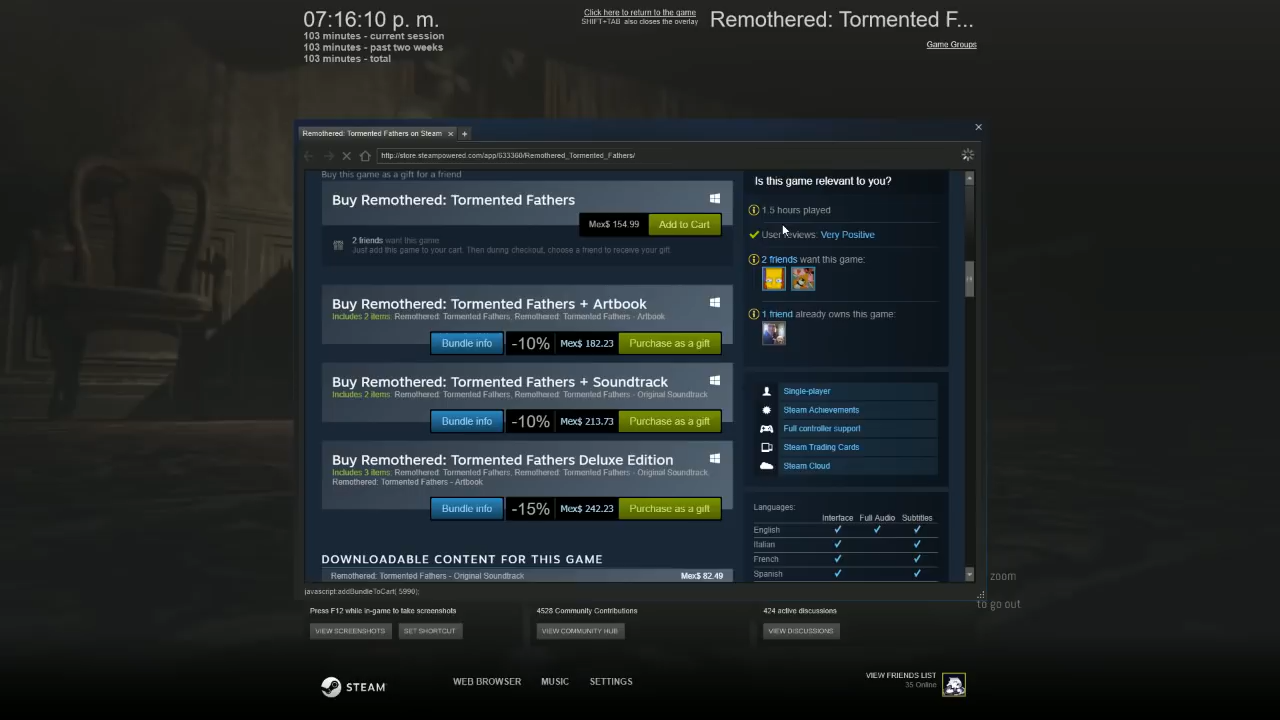 07:16:10 p. m.
103 minutes - current session
103 minutes - past two weeks
103 minutes - total
Click here to return to the game
SHIFT+TAB also closes the overlay
Remothered: Tormented F...
Game Groups
Remothered: Tormented Fathers on Steam
http://store.steampowered.com/app/633360/Remothered_Tormented_Fathers/
Buy this game as a gift for a friend
Buy Remothered: Tormented Fathers
Mex$ 154.99 Add to Cart
2 friends want this game
Just add this game to your cart. Then during checkout, choose a friend to receive your gift.
Buy Remothered: Tormented Fathers + Artbook
Includes 2 items: Remothered: Tormented Fathers, Remothered: Tormented Fathers - Artbook
Bundle info -10% Mex$ 182.23 Purchase as a gift
Buy Remothered: Tormented Fathers + Soundtrack
Includes 2 items: Remothered: Tormented Fathers, Remothered: Tormented Fathers - Original Soundtrack
Bundle info -10% Mex$ 213.73 Purchase as a gift
Buy Remothered: Tormented Fathers Deluxe Edition
Includes 3 items: Remothered: Tormented Fathers, Remothered: Tormented Fathers - Original Soundtrack,
Remothered: Tormented Fathers - Artbook
Bundle info -15% Mex$ 242.23 Purchase as a gift
DOWNLOADABLE CONTENT FOR THIS GAME
Remothered: Tormented Fathers - Original Soundtrack Mex$ 82.49
Is this game relevant to you?
1.5 hours played
User reviews: Very Positive
2 friends want this game:
1 friend already owns this game:
Single-player
Steam Achievements
Full controller support
Steam Trading Cards
Steam Cloud
Languages:
Interface Full Audio Subtitles
English
Italian
French
Spanish
javascript:addBundleToCart( 5990);
zoom
to go out
Press F12 while in-game to take screenshots
VIEW SCREENSHOTS SET SHORTCUT
4528 Community Contributions
VIEW COMMUNITY HUB
424 active discussions
VIEW DISCUSSIONS
STEAM
WEB BROWSER MUSIC SETTINGS
VIEW FRIENDS LIST
35 Online